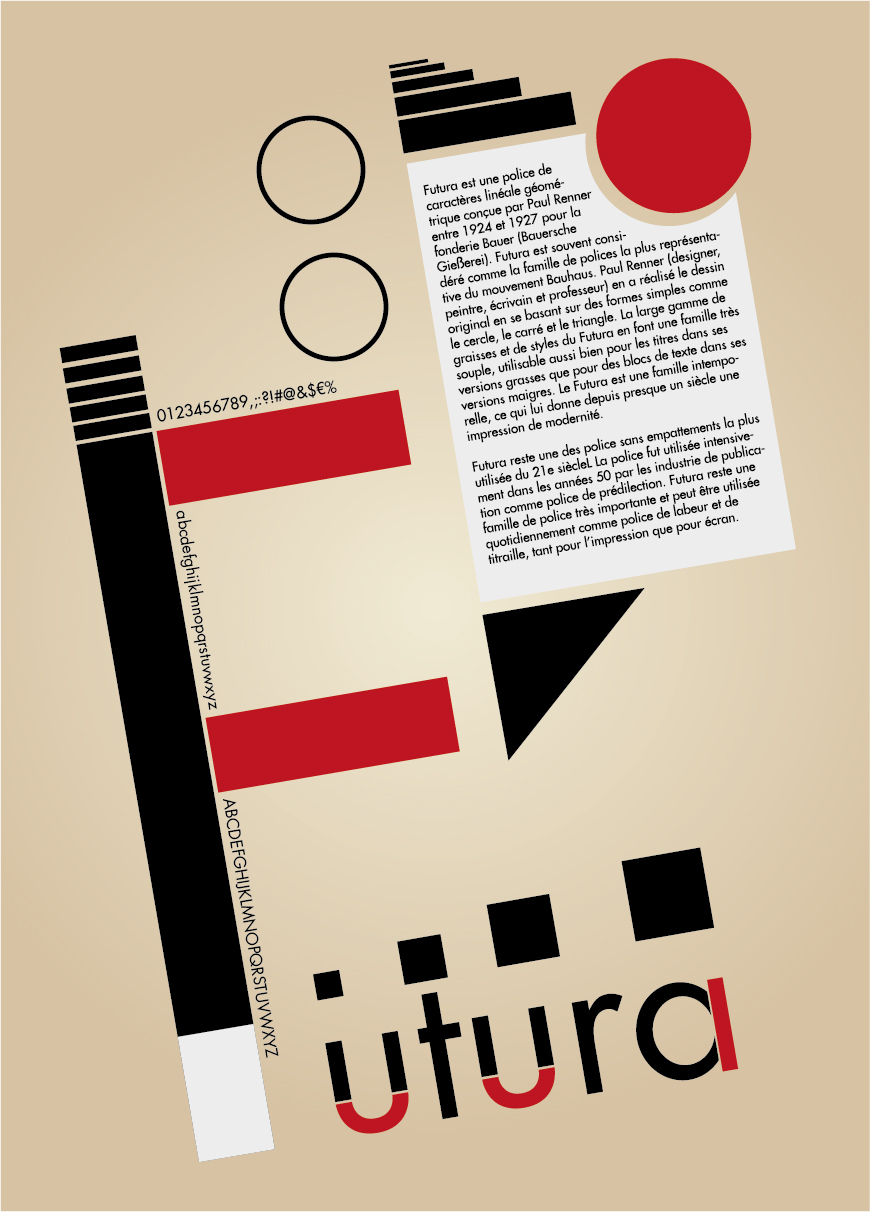 Futura est une police de
caractères linéale géomé-
trique conçue par Paul Renner
entre 1924 et 1927 pour la
fonderie Bauer (Bauersche
Gießerei). Futura est souvent consi-
déré comme la famille de polices la plus représenta-
tive du mouvement Bauhaus. Paul Renner (designer,
peintre, écrivain et professeur) en a réalisé le dessin
original en se basant sur des formes simples comme
le cercle, le carré et le triangle. La large gamme de
graisses et de styles du Futura en font une famille très
souple, utilisable aussi bien pour les titres dans ses
versions grasses que pour des blocs de texte dans ses
versions maigres. Le Futura est une famille intempo-
relle, ce qui lui donne depuis presque un siècle une
impression de modernité.
Futura reste une des police sans empattements la plus
utilisée du 21e siècleL La police fut utilisée intensive-
ment dans les années 50 par les industrie de publica-
tion comme police de prédilection. Futura reste une
famille de police très importante et peut être utilisée
quotidiennement comme police de labeur et de
titraille, tant pour l'impression que pour écran.
0123456789,;:?!#@&$€%
abcdefghijklmnopqrstuvwxyz
ABCDEFGHIJKLMNOPQRSTUVWXYZ
utura